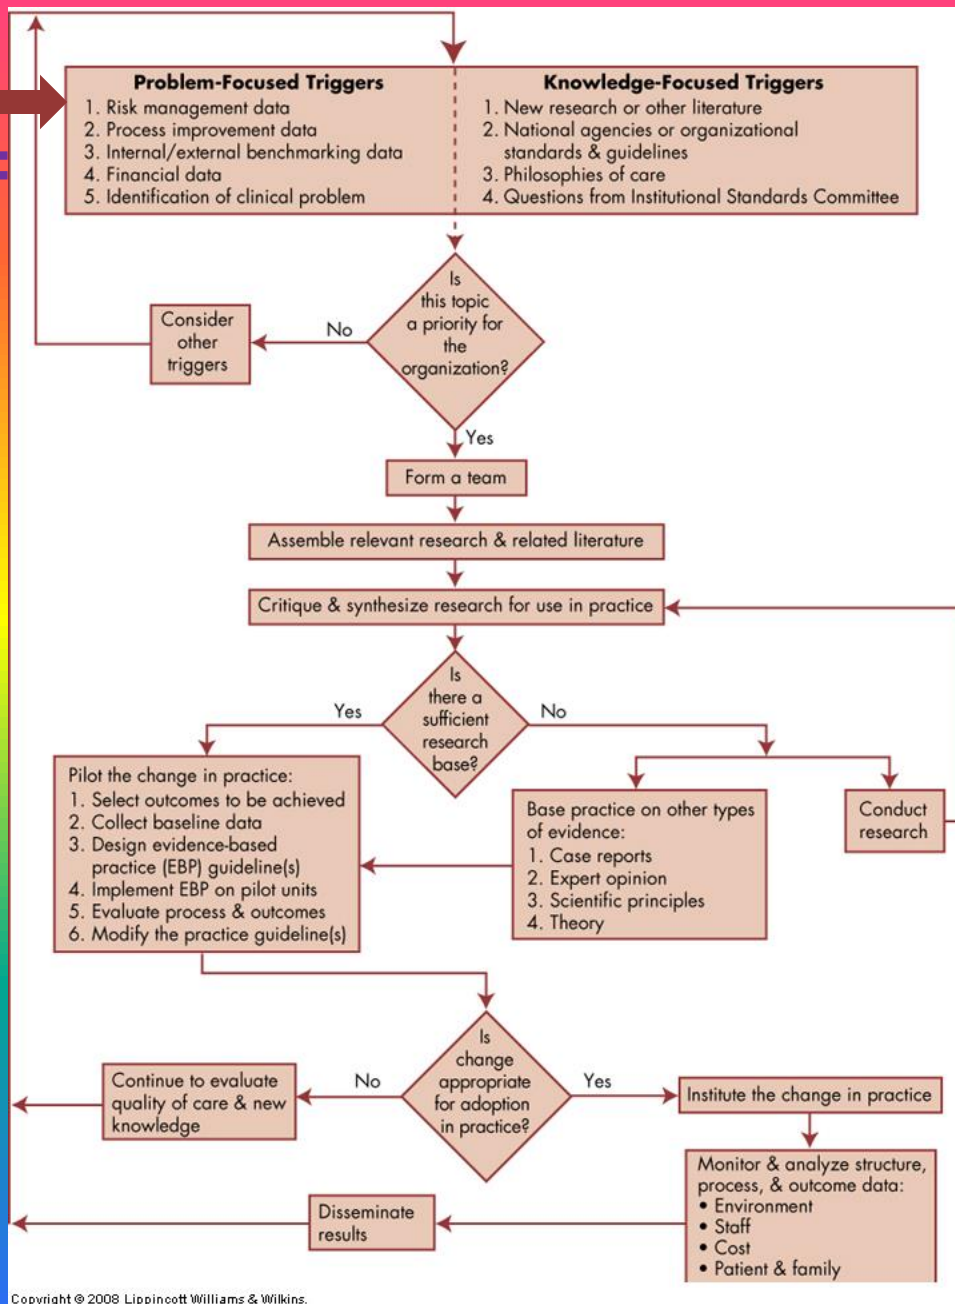 Problem-Focused Triggers
1. Risk management data
2. Process improvement data
3. Internal/external benchmarking data
4. Financial data
5. Identification of clinical problem
Knowledge-Focused Triggers
1. New research or other literature
2. National agencies or organizational
standards & guidelines
3. Philosophies of care
4. Questions from Institutional Standards Committee
Is
this topic
a priority for
the
organization?
No
Consider
other
triggers
Yes
Form a team
Assemble relevant research & related literature
Critique & synthesize research for use in practice
Is
there a
sufficient
research
base?
Yes
No
Pilot the change in practice:
1. Select outcomes to be achieved
2. Collect baseline data
3. Design evidence-based
practice (EBP) guideline(s)
4. Implement EBP on pilot units
5. Evaluate process & outcomes
6. Modify the practice guideline(s)
Base practice on other types
of evidence:
1. Case reports
2. Expert opinion
3. Scientific principles
4. Theory
Conduct
research
Is
change
appropriate
for adoption
in practice?
No
Continue to evaluate
quality of care & new
knowledge
Yes
Institute the change in practice
Monitor & analyze structure,
process, & outcome data:
• Environment
• Staff
• Cost
• Patient & family
Disseminate
results
Copyright © 2008 Lippincott Williams & Wilkins.